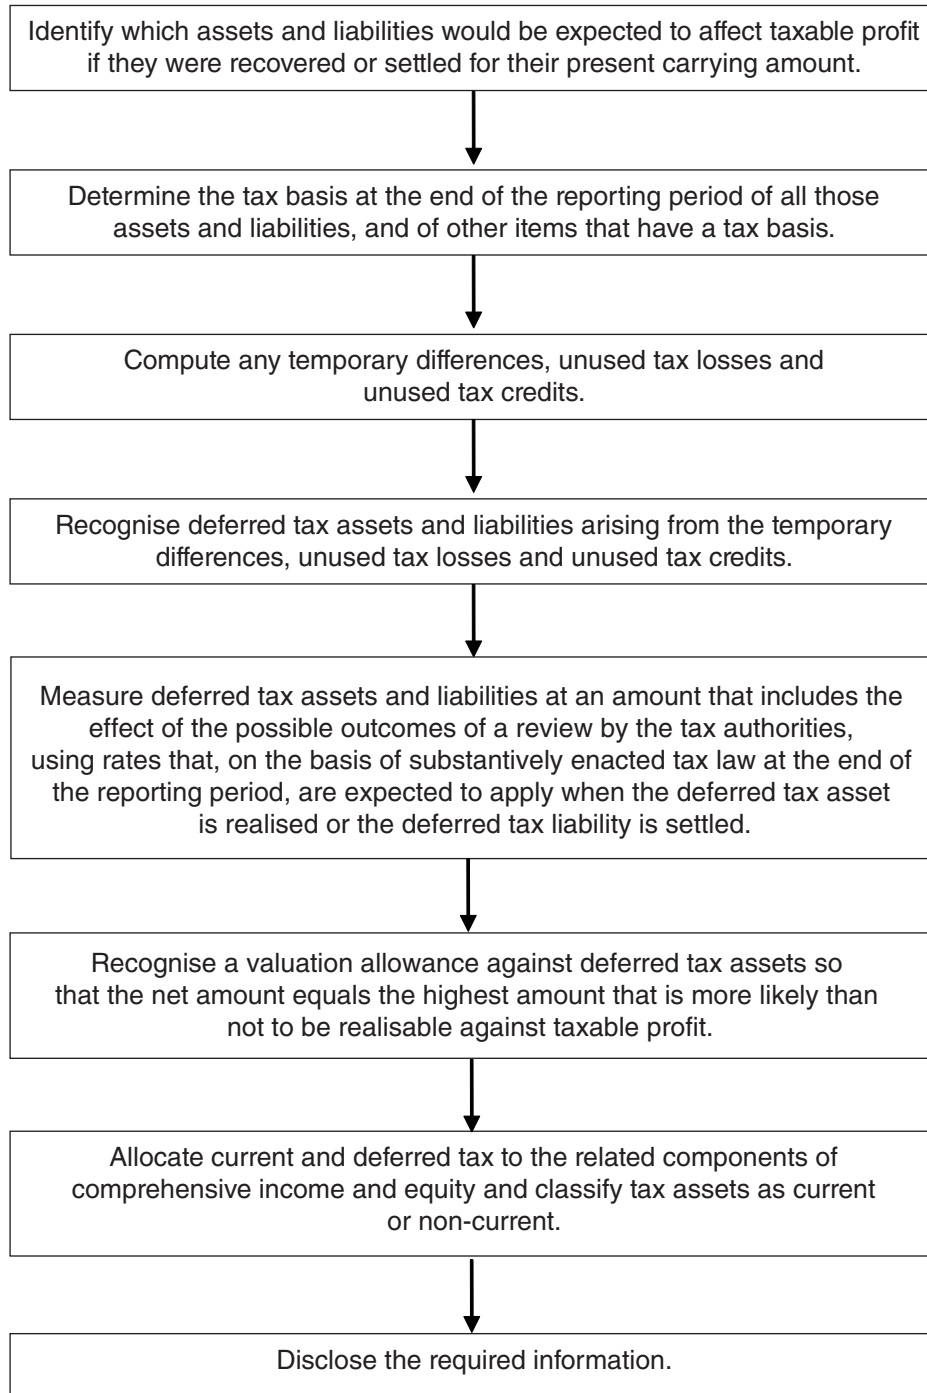 Identify which assets and liabilities would be expected to affect taxable profit
if they were recovered or settled for their present carrying amount.
Determine the tax basis at the end of the reporting period of all those
assets and liabilities, and of other items that have a tax basis.
Compute any temporary differences, unused tax losses and
unused tax credits.
Recognise deferred tax assets and liabilities arising from the temporary
differences, unused tax losses and unused tax credits.
Measure deferred tax assets and liabilities at an amount that includes the
effect of the possible outcomes of a review by the tax authorities,
using rates that, on the basis of substantively enacted tax law at the end of
the reporting period, are expected to apply when the deferred tax asset
is realised or the deferred tax liability is settled.
Recognise a valuation allowance against deferred tax assets so
that the net amount equals the highest amount that is more likely than
not to be realisable against taxable profit.
Allocate current and deferred tax to the related components of
comprehensive income and equity and classify tax assets as current
or non-current.
Disclose the required information.